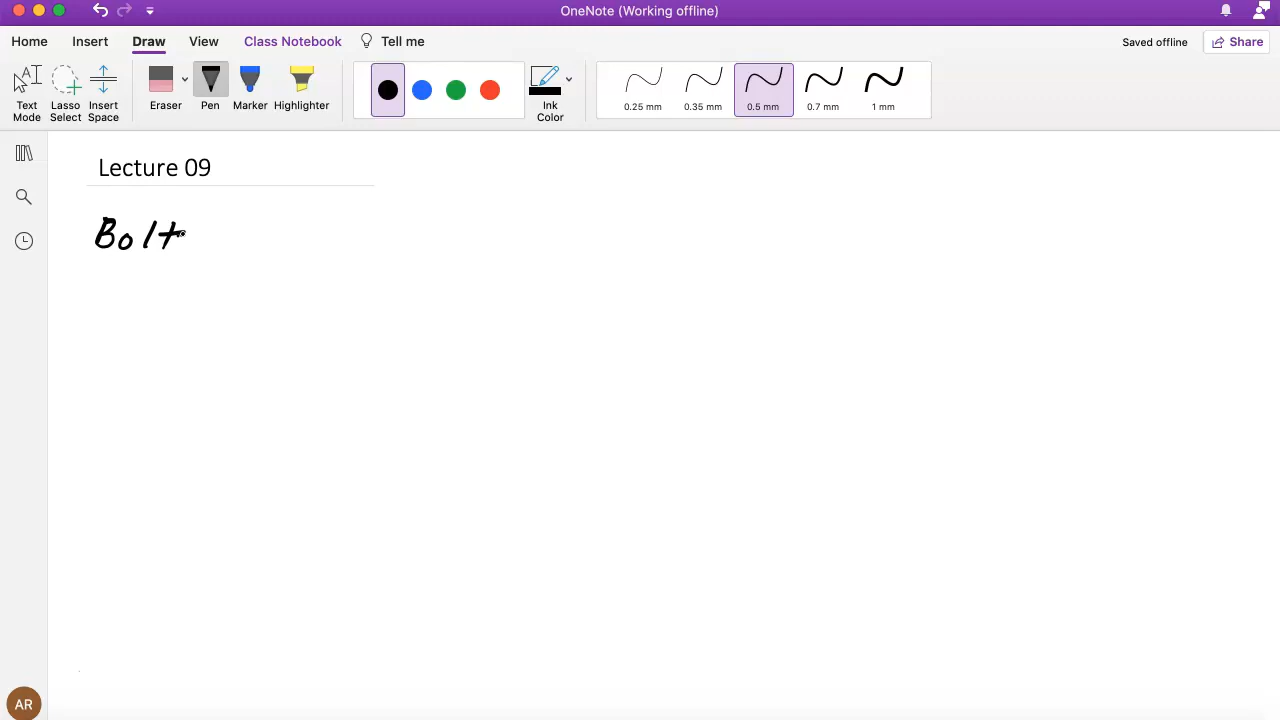 OneNote (Working offline)
Home Insert Draw View Class Notebook Tell me
Saved offline Share
Text Mode
Lasso Select
Insert Space
Eraser
Pen
Marker
Highlighter
Ink Color
0.25 mm
0.35 mm
0.5 mm
0.7 mm
1 mm
Lecture 09
Bolt
AR